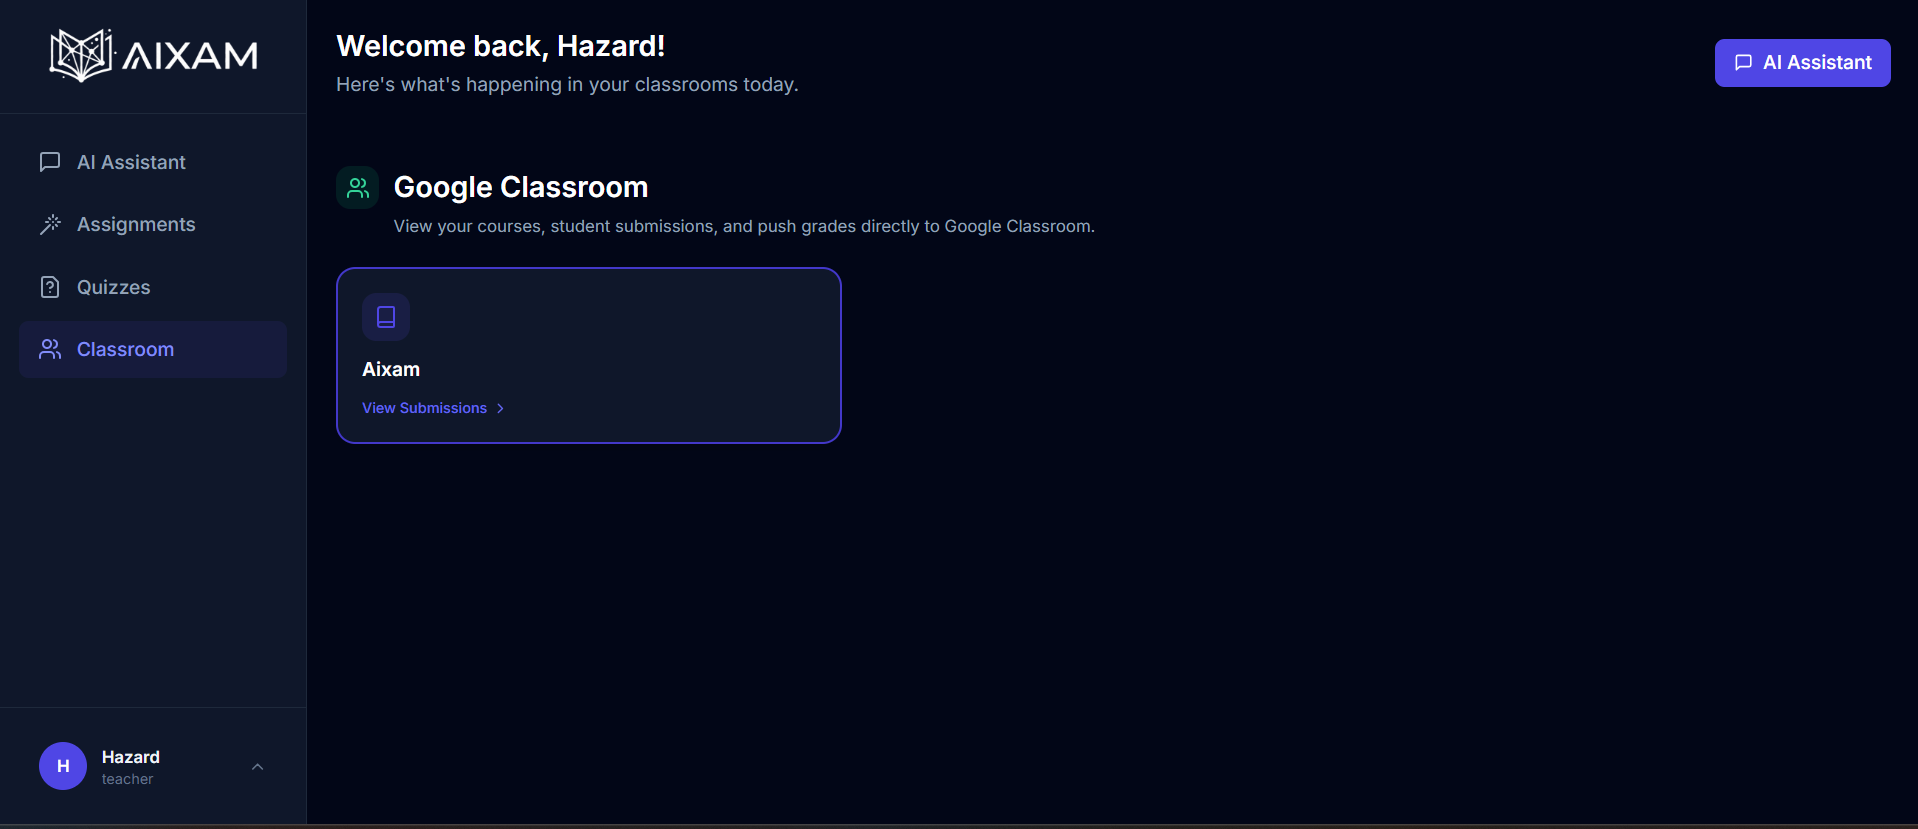 AIXAM
AI Assistant
Assignments
Quizzes
Classroom
H
Hazard
teacher
Welcome back, Hazard!
Here's what's happening in your classrooms today.
AI Assistant
Google Classroom
View your courses, student submissions, and push grades directly to Google Classroom.
Aixam
View Submissions